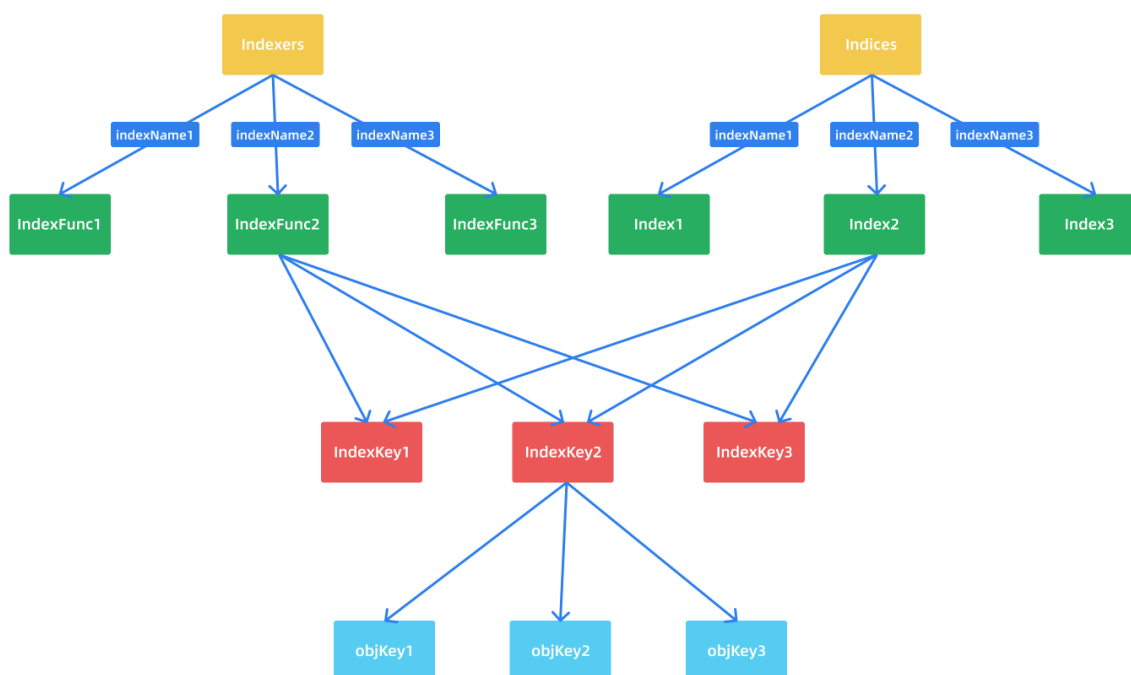 Indexers
Indices
indexName1
indexName2
indexName3
indexName1
indexName2
indexName3
IndexFunc1
IndexFunc2
IndexFunc3
Index1
Index2
Index3
IndexKey1
IndexKey2
IndexKey3
objKey1
objKey2
objKey3